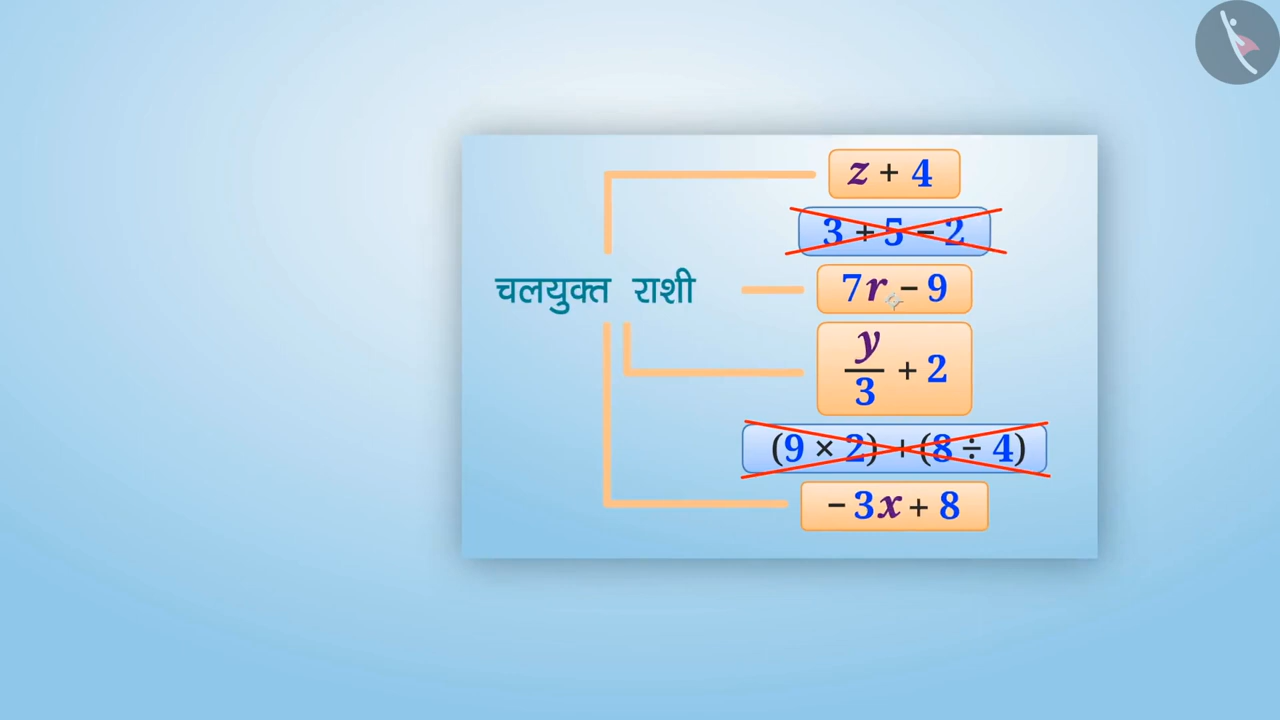 z + 4
3 + 5 − 2
चलयुक्त राशी
7r − 9
y/3 + 2
(9 × 2) + (8 ÷ 4)
− 3x + 8